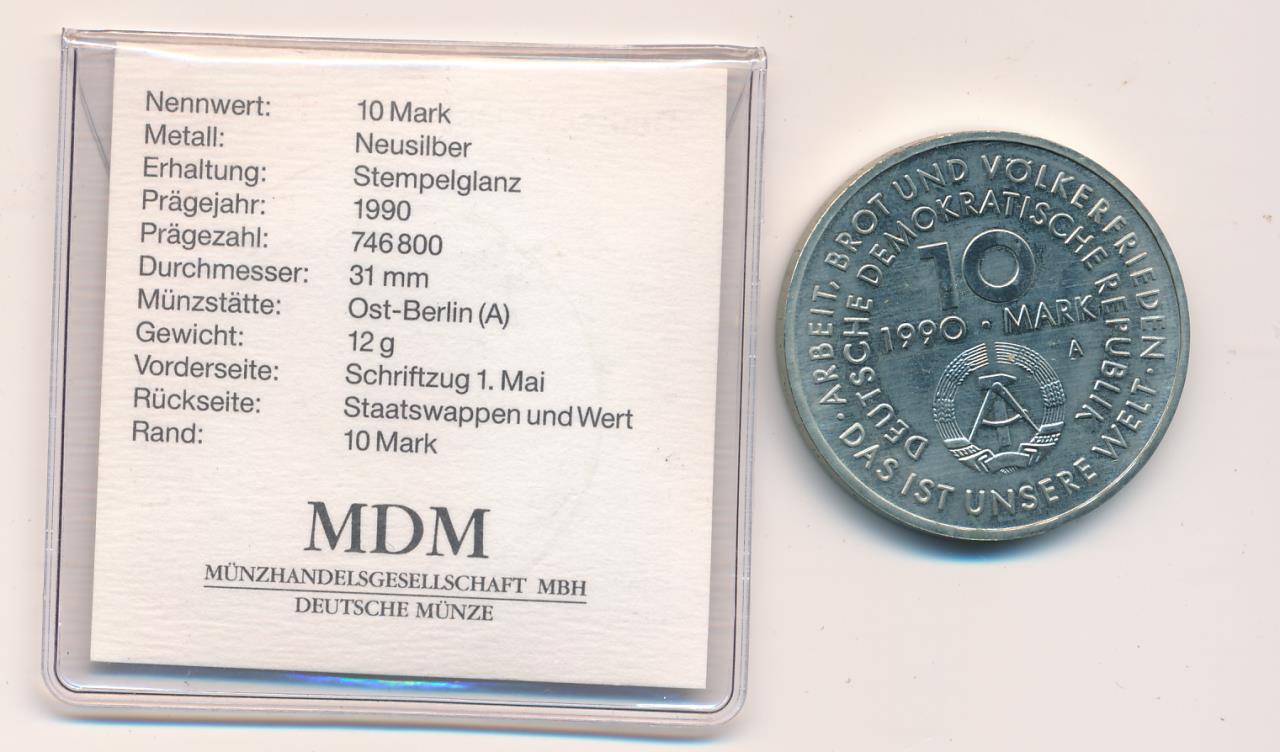 Nennwert: 10 Mark
Metall: Neusilber
Erhaltung: Stempelglanz
Prägejahr: 1990
Prägezahl: 746 800
Durchmesser: 31 mm
Münzstätte: Ost-Berlin (A)
Gewicht: 12 g
Vorderseite: Schriftzug 1. Mai
Rückseite: Staatswappen und Wert
Rand: 10 Mark
MDM
MÜNZHANDELSGESELLSCHAFT MBH
DEUTSCHE MÜNZE
· ARBEIT, BROT UND VÖLKERFRIEDEN ·
DAS IST UNSERE WELT
DEUTSCHE DEMOKRATISCHE REPUBLIK
10
1990 · MARK
A